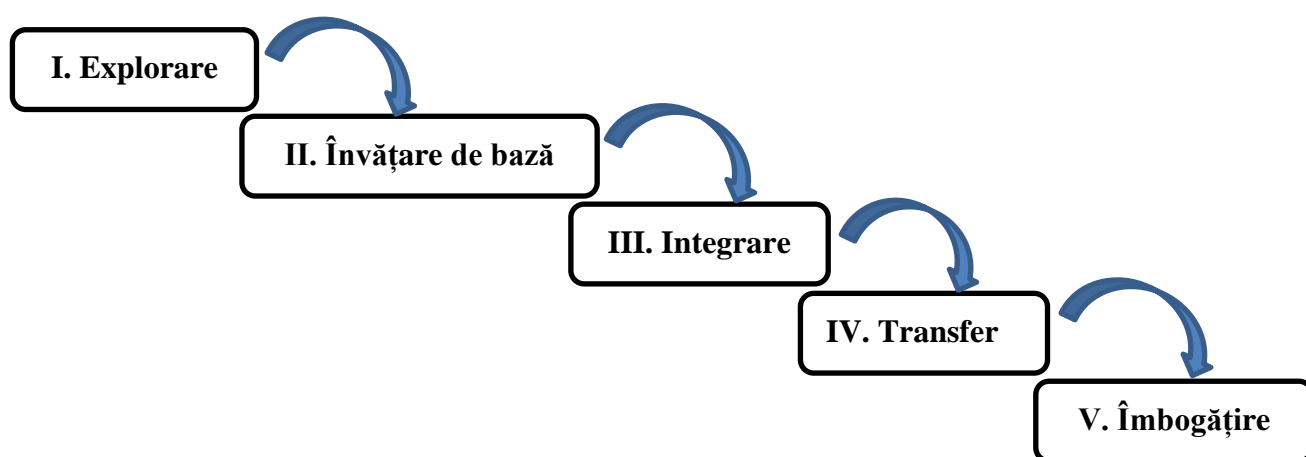 I. Explorare
II. Învățare de bază
III. Integrare
IV. Transfer
V. Îmbogățire